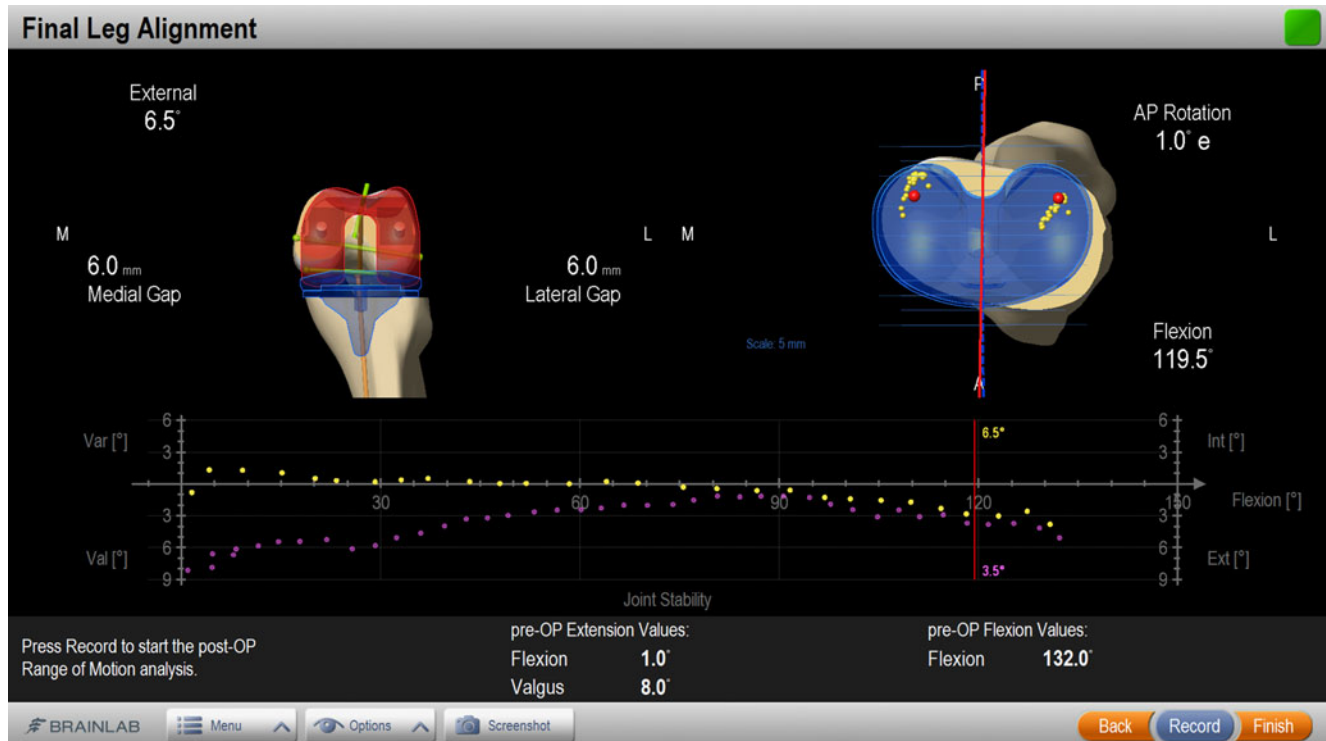 Final Leg Alignment
External
6.5°
P
AP Rotation
1.0° e
M
6.0 mm
Medial Gap
L
6.0 mm
Lateral Gap
M
L
Scale: 5 mm
Flexion
119.5°
A
Var [°]
6
3
3
6
9
Val [°]
30
60
90
120
150
6.5°
3.5°
6
3
3
6
9
Int [°]
Flexion [°]
Ext [°]
Joint Stability
Press Record to start the post-OP
Range of Motion analysis.
pre-OP Extension Values:
Flexion 1.0°
Valgus 8.0°
pre-OP Flexion Values:
Flexion 132.0°
BRAINLAB
Menu
Options
Screenshot
Back
Record
Finish